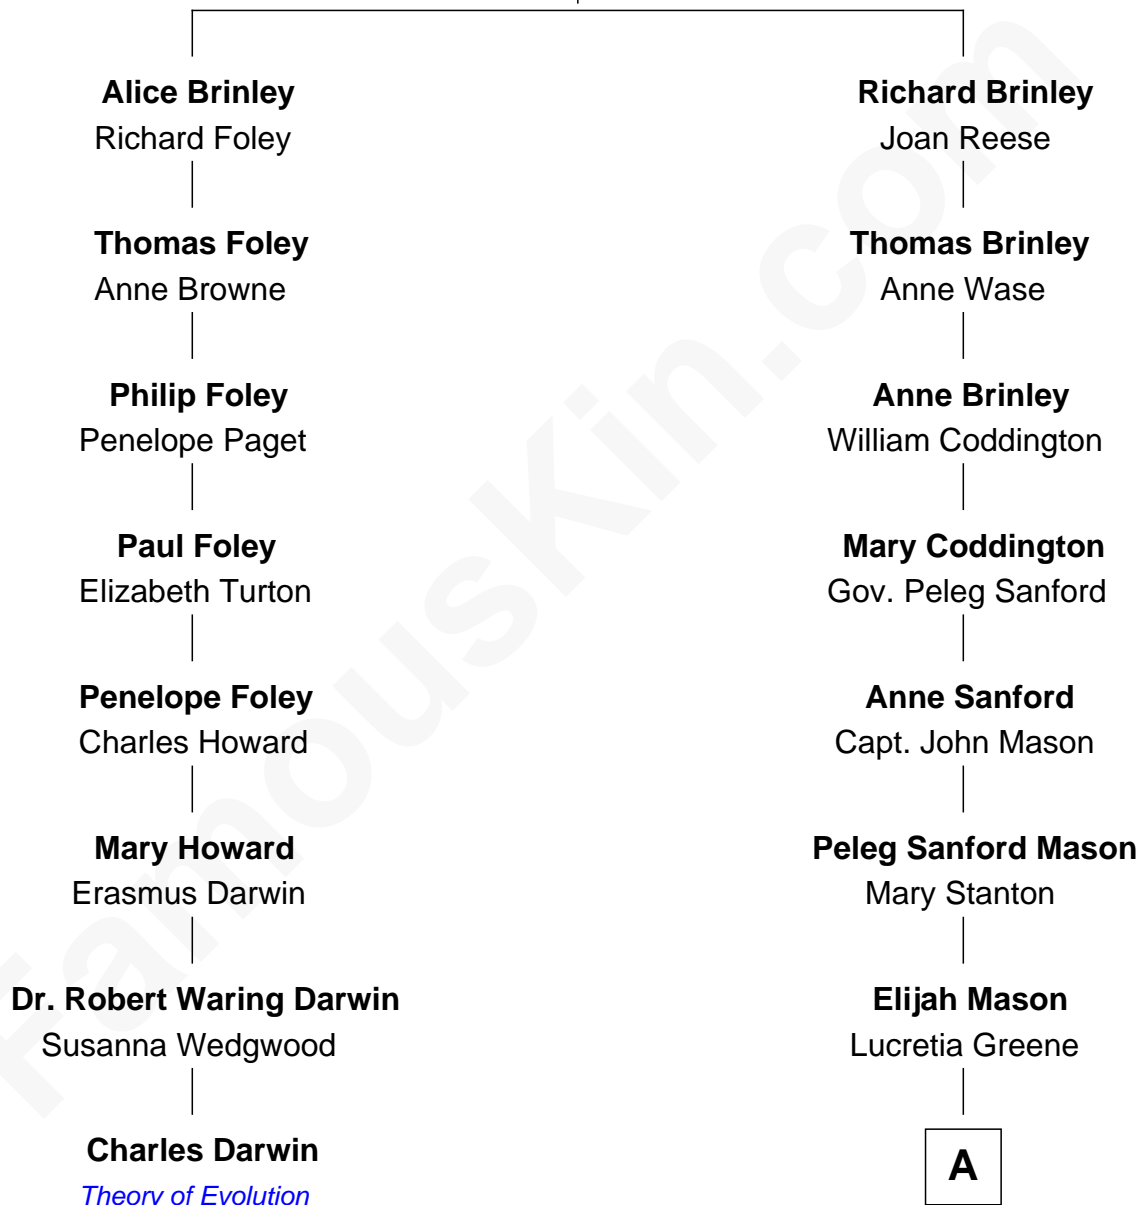 Alice Brinley
Richard Foley
Thomas Foley
Anne Browne
Philip Foley
Penelope Paget
Paul Foley
Elizabeth Turton
Penelope Foley
Charles Howard
Mary Howard
Erasmus Darwin
Dr. Robert Waring Darwin
Susanna Wedgwood
Charles Darwin
Theory of Evolution
Richard Brinley
Joan Reese
Thomas Brinley
Anne Wase
Anne Brinley
William Coddington
Mary Coddington
Gov. Peleg Sanford
Anne Sanford
Capt. John Mason
Peleg Sanford Mason
Mary Stanton
Elijah Mason
Lucretia Greene
A
FamousKin.com